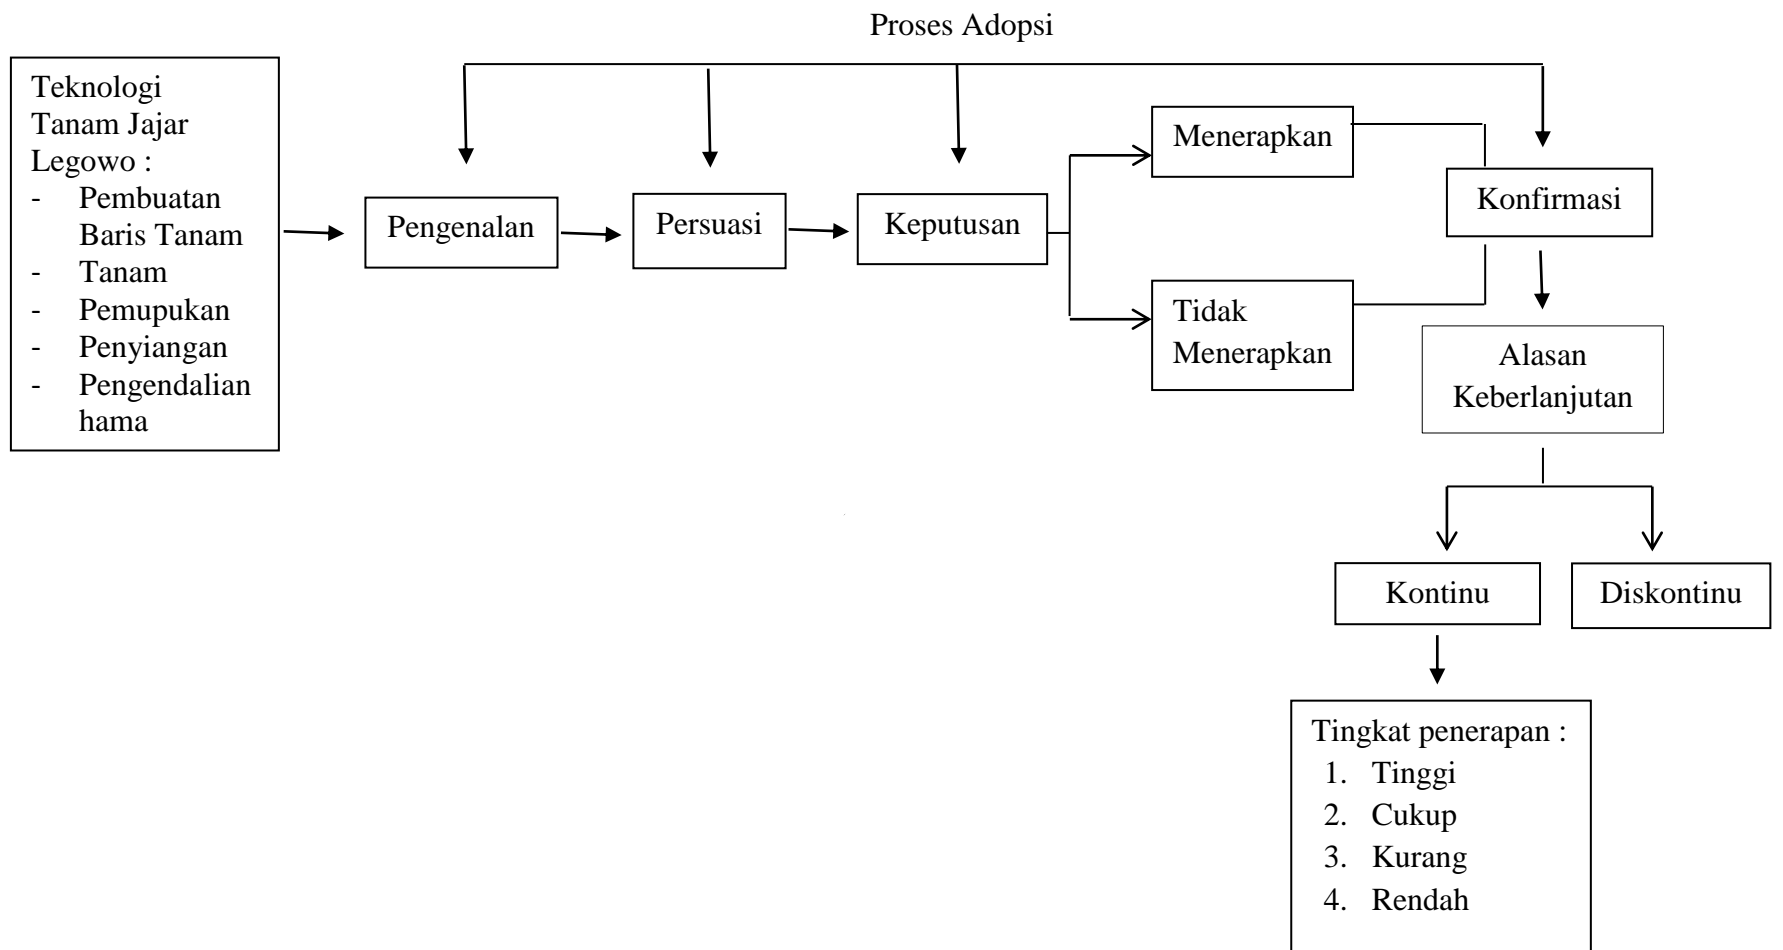 Proses Adopsi
Teknologi
Tanam Jajar
Legowo :
- Pembuatan
Baris Tanam
- Tanam
- Pemupukan
- Penyiangan
- Pengendalian
hama
Pengenalan
Persuasi
Keputusan
Menerapkan
Tidak
Menerapkan
Konfirmasi
Alasan
Keberlanjutan
Kontinu
Diskontinu
Tingkat penerapan :
1. Tinggi
2. Cukup
3. Kurang
4. Rendah